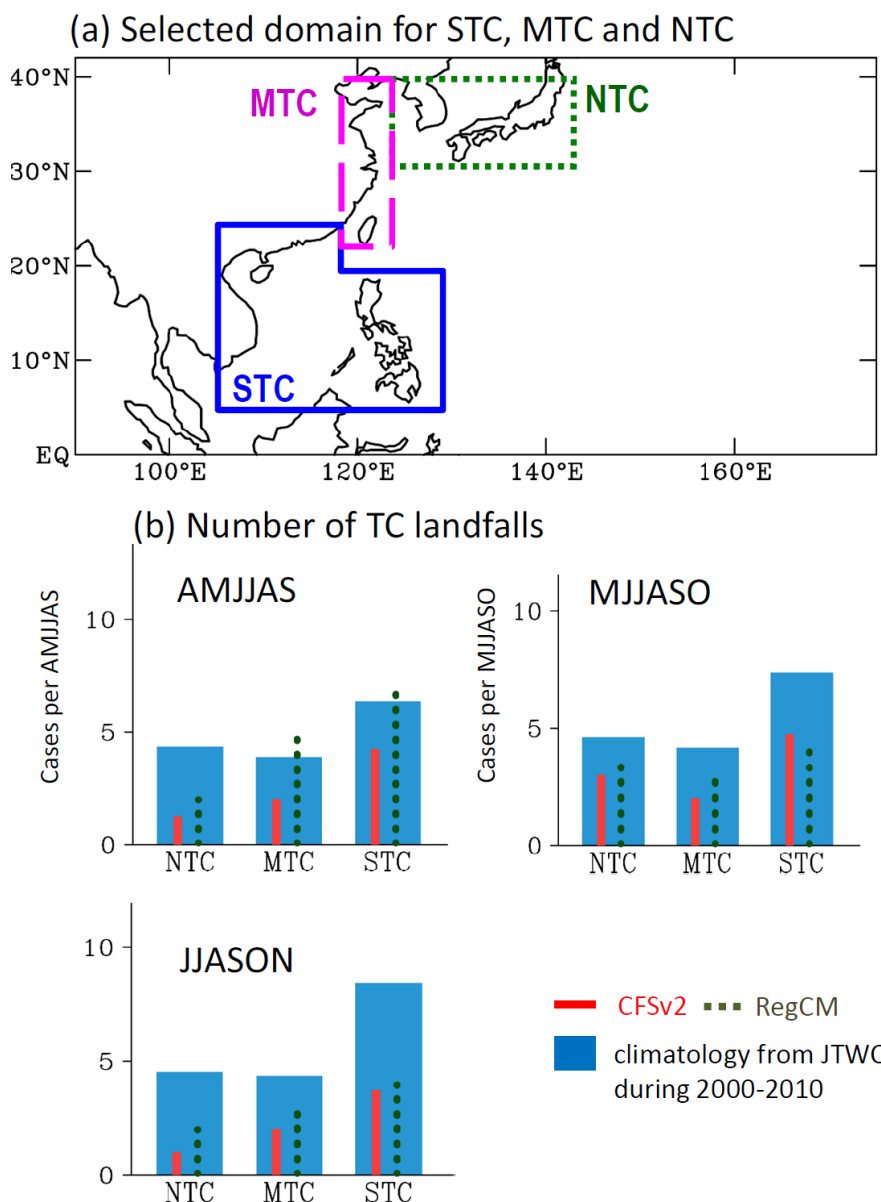 (a) Selected domain for STC, MTC and NTC
40°N
MTC
NTC
30°N
20°N
10°N
STC
EQ
100°E 120°E 140°E 160°E
(b) Number of TC landfalls
AMJJAS
Cases per AMJJAS
10
5
0
NTC MTC STC
MJJASO
Cases per MJJASO
10
5
0
NTC MTC STC
JJASON
10
5
0
NTC MTC STC
CFSv2 RegCM
climatology from JTWC
during 2000-2010